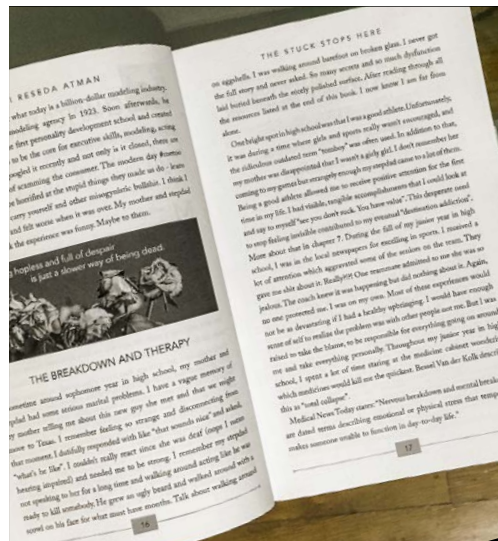 RESEDA ATMAN
what today is a billion-dollar modeling industry,
modeling agency in 1923. Soon afterwards, he
first personality development school and created
to be the core for executive skills, modeling, acting
oogled it recently and not only is it closed, there us
of scamming the consumer. The modern day #metoo
horrified at the stupid things they made us do - learn
carry yourself and other misogynistic bullshit. I think I
and felt worse when it was over. My mother and stepdad
k the experience was funny. Maybe to them.
hopeless and full of despair
is just a slower way of being dead.
THE BREAKDOWN AND THERAPY
ometime around sophomore year in high school, my mother and
pdad had some serious marital problems. I have a vague memory of
y mother telling me about this new guy she met and that we might
move to Texas. I remember feeling so strange and disconnecting from
that moment. I dutifully responded with like "that sounds nice" and asked
"what's he like". I couldn't really react since she was deaf (oops I mean
hearing impaired) and needed me to be strong. I remember my stepdad
not speaking to her for a long time and walking around acting like he was
ready to kill somebody. He grew an ugly beard and walked around with a
scowl on his face for what must have months. Talk about walking around
16
THE STUCK STOPS HERE
on eggshells. I was walking around barefoot on broken glass. I never got
the full story and never asked. So many secrets and so much dysfunction
laid buried beneath the nicely polished surface. After reading through all
the resources listed at the end of this book. I now know I am far from
alone.
One bright spot in high school was that I was a good athlete. Unfortunately,
it was during a time where girls and sports really wasn't encouraged, and
the ridiculous outdated term "tomboy" was often used. In addition to that,
my mother was disappointed that I wasn't a girly girl. I don't remember her
coming to my games but strangely enough my stepdad came to a lot of them.
Being a good athlete allowed me to receive positive attention for the first
time in my life. I had visible, tangible accomplishments that I could look at
and say to myself "see you don't suck. You have value". This desperate need
to stop feeling invisible contributed to my eventual "destination addiction".
More about that in chapter 7. During the fall of my junior year in high
school, I was in the local newspapers for excelling in sports. I received a
lot of attention which aggravated some of the seniors on the team. They
gave me shit about it. Really?!?! One teammate admitted to me she was so
jealous. The coach knew it was happening but did nothing about it. Again,
no one protected me. I was on my own. Most of these experiences would
not be as devastating if I had a healthy upbringing. I would have enough
sense of self to realize the problem was with other people not me. But I was
raised to take the blame, to be responsible for everything going on around
me and take everything personally. Throughout my junior year in high
school, I spent a lot of time staring at the medicine cabinet wondering
which medicines would kill me the quickest. Bessel Van der Kolk descri
this as "total collapse".
Medical News Today states: "Nervous breakdown and mental break
are dated terms describing emotional or physical stress that temp
makes someone unable to function in day-to-day life."
17